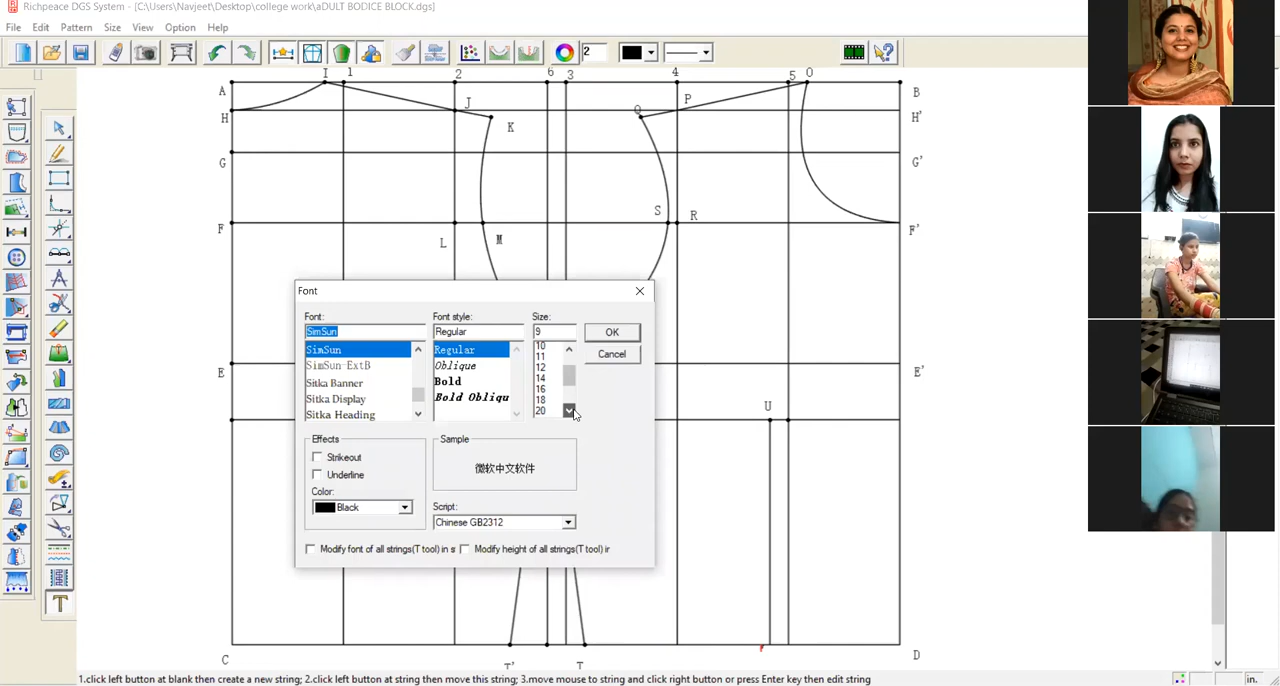 Richpeace DGS System - [C:\Users\Navjeet\Desktop\college work\aDULT BODICE BLOCK.dgs]
File Edit Pattern Size View Option Help
2
I 1 2 6 3 4 5 O
A B
H J Q P H'
K
G G'
F S R F'
L M
E E'
U
Font
Font: Font style: Size:
SimSun Regular 9 OK
SimSun Regular 10
SimSun-ExtB Oblique 11 Cancel
Sitka Banner Bold 12
Sitka Display Bold Obliqu 14
Sitka Heading 16
18
20
Effects Sample
Strikeout
Underline 微软中文软件
Color: Script:
Black Chinese GB2312
Modify font of all strings(T tool) in s Modify height of all strings(T tool) ir
C T' T D
1.click left button at blank then create a new string; 2.click left button at string then move this string; 3.move mouse to string and click right button or press Enter key then edit string in.